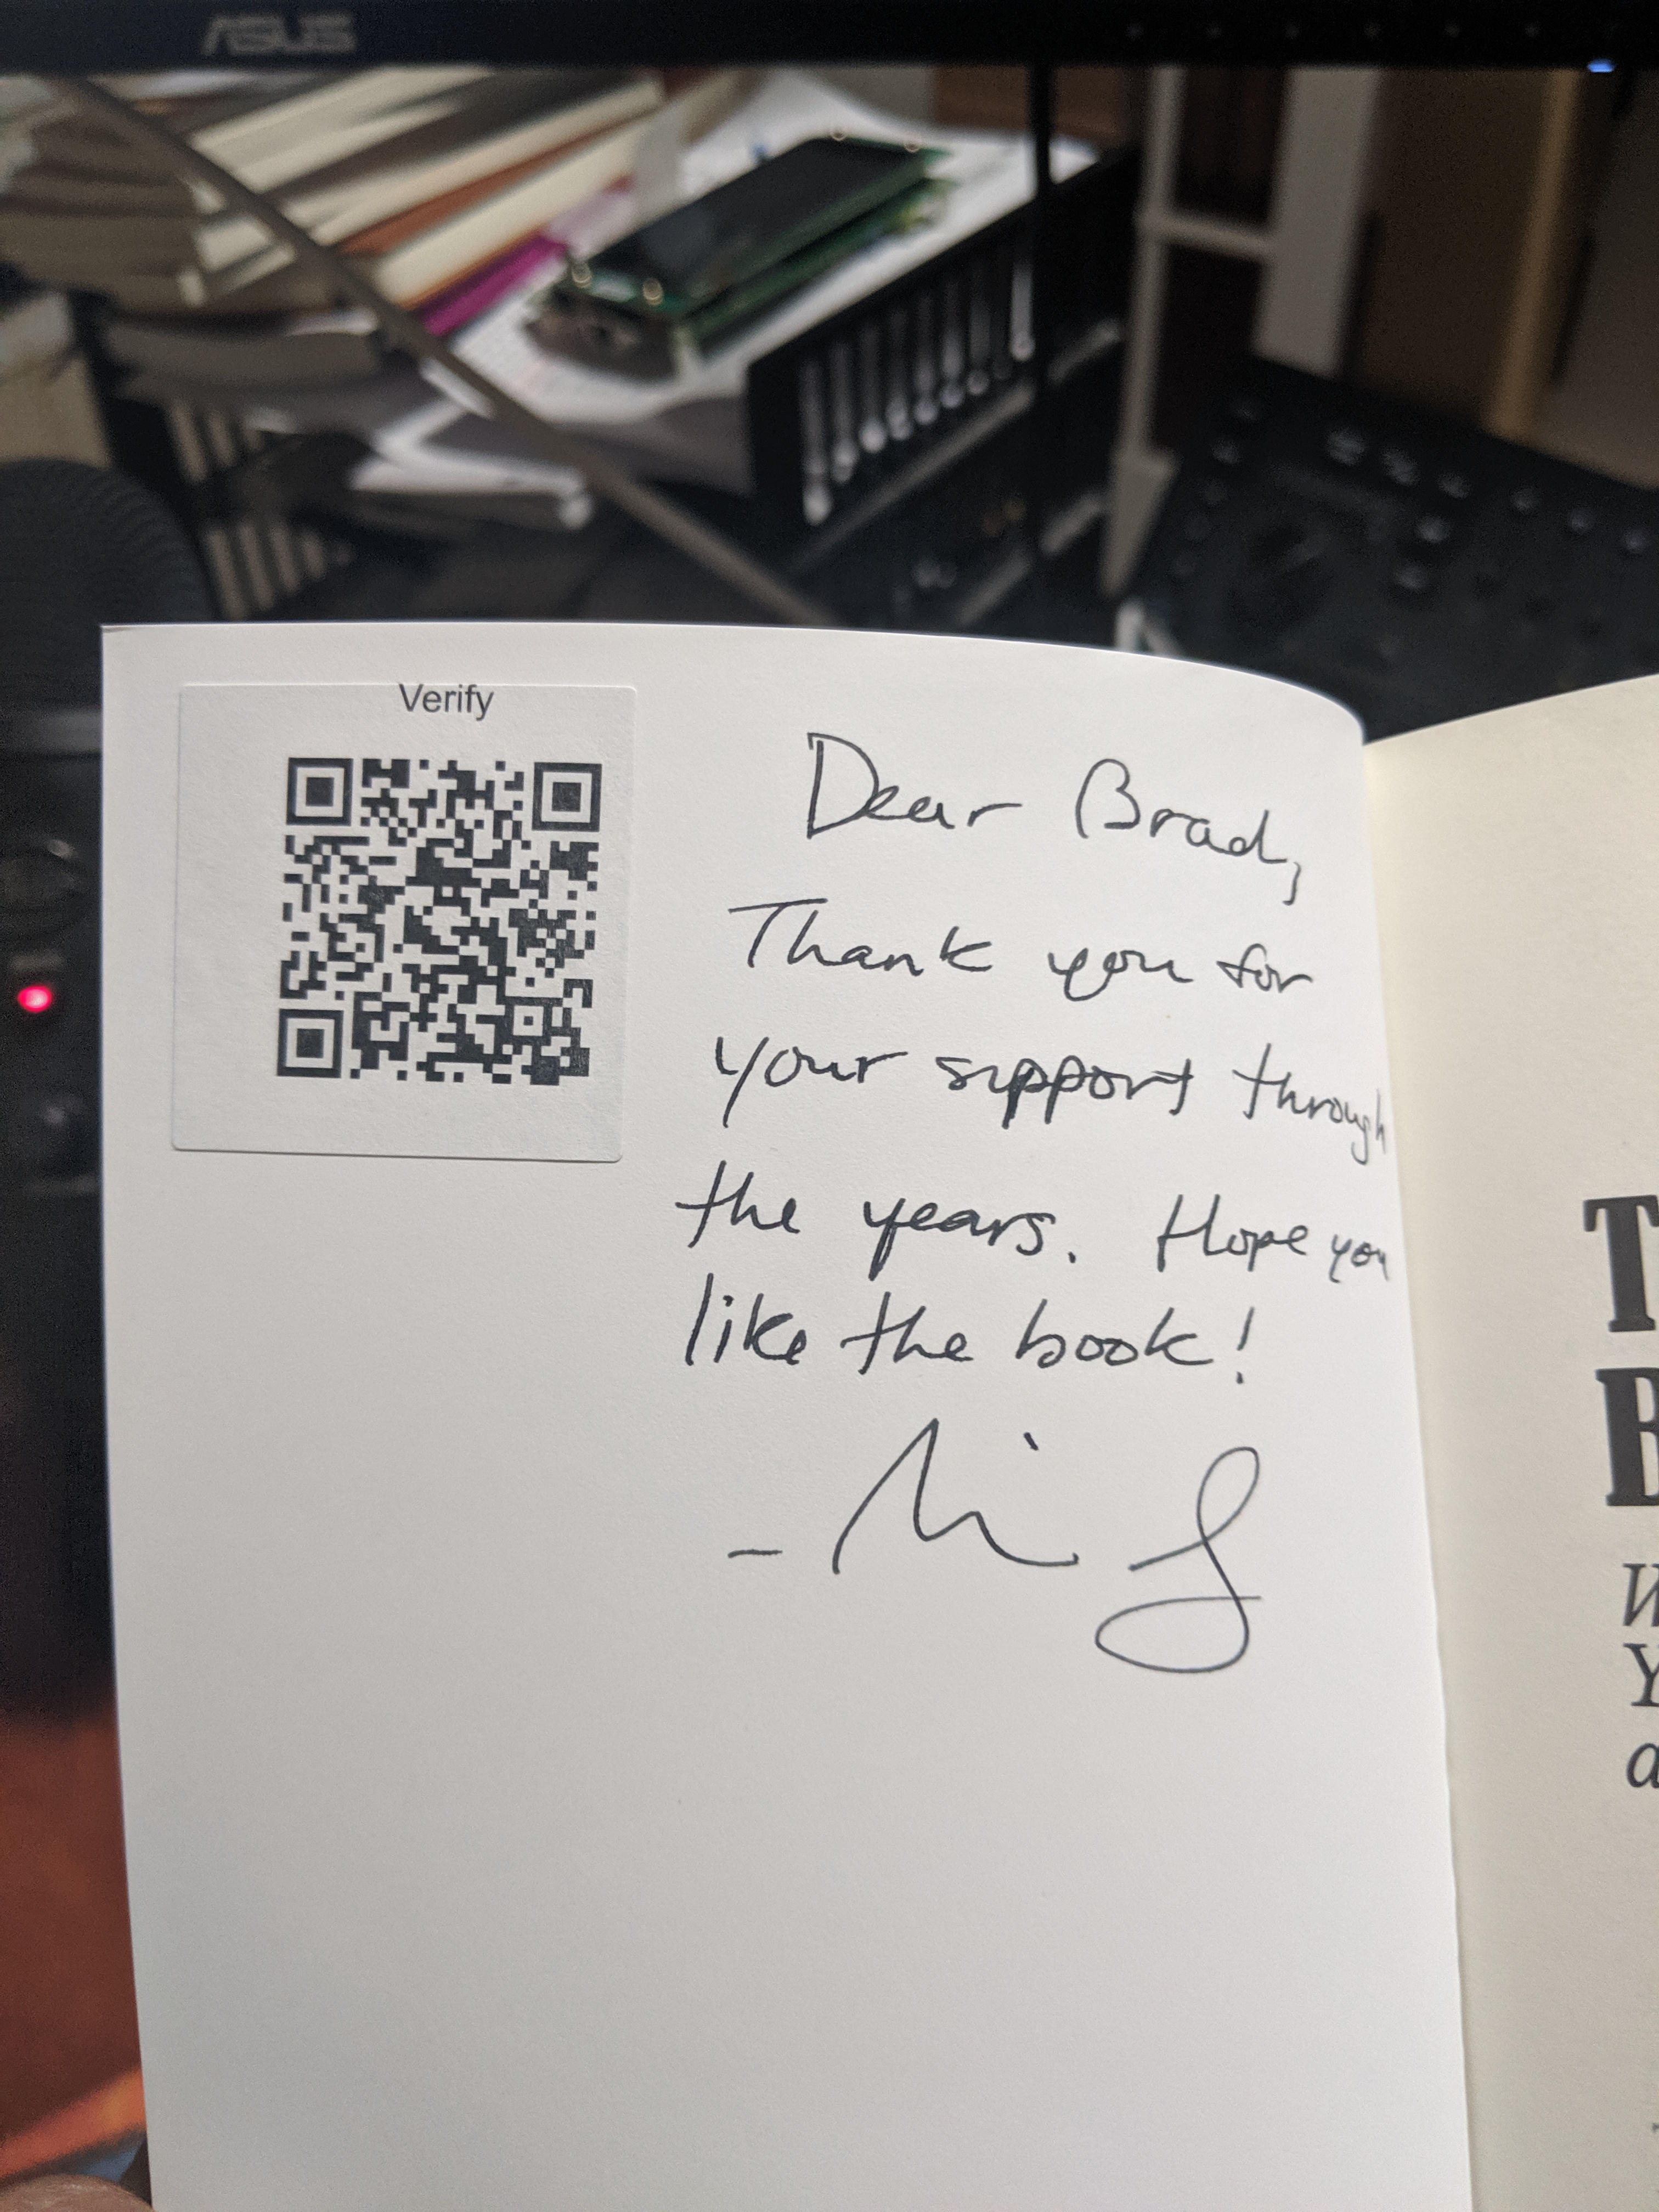 ASUS
Verify
Dear Brad,
Thank you for
your support through
the years. Hope you
like the book!
T
B
W
Y
a